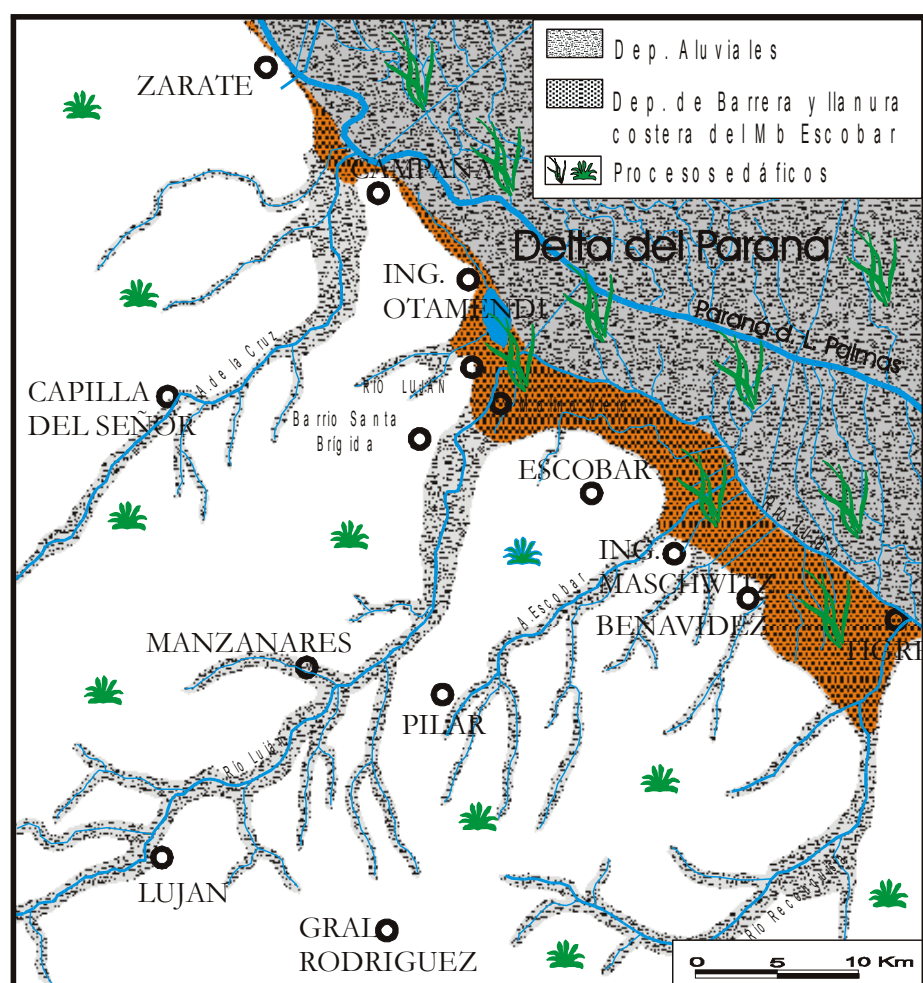 Dep. Aluviales
Dep. de Barrera y llanura
costera del Mb Escobar
Procesos edáficos
ZARATE
CAMPANA
Delta del Paraná
ING.
OTAMENDI
Paraná d. L. Palmas
A de la Cruz
RIO LUJAN
CAPILLA
DEL SEÑOR
Barrio Santa
Brígida
ESCOBAR
ING.
MASCHWITZ
A. Escobar
BENAVIDEZ
MANZANARES
PILAR
Río Luján
LUJAN
GRAL
RODRIGUEZ
0 5 10 Km